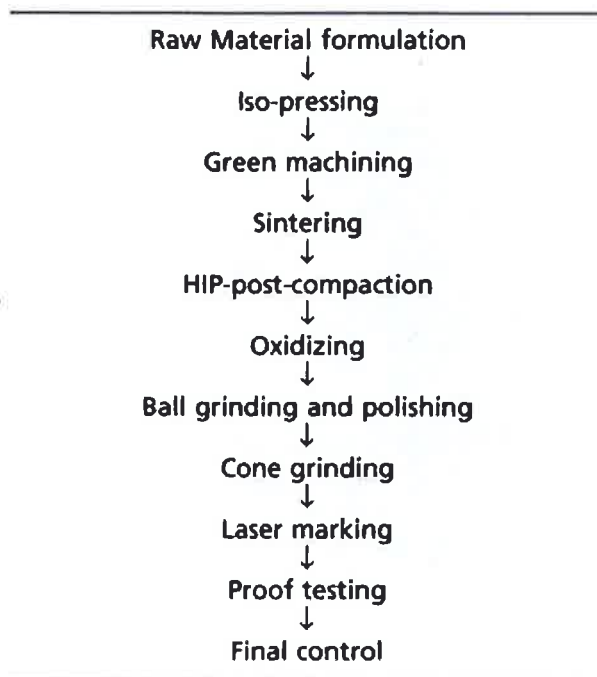 Raw Material formulation
↓
Iso-pressing
↓
Green machining
↓
Sintering
↓
HIP-post-compaction
↓
Oxidizing
↓
Ball grinding and polishing
↓
Cone grinding
↓
Laser marking
↓
Proof testing
↓
Final control